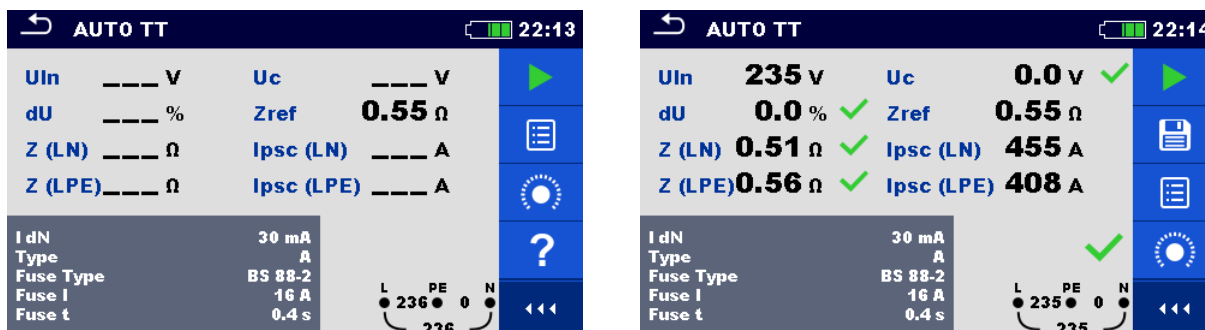 AUTO TT 22:13
Uln ___ V Uc ___ V
dU ___ % Zref 0.55 Ω
Z (LN) ___ Ω Ipsc (LN) ___ A
Z (LPE)___ Ω Ipsc (LPE) ___ A
?
I dN 30 mA
Type A
Fuse Type BS 88-2
Fuse I 16 A
Fuse t 0.4 s
L PE N
236 0
236
AUTO TT 22:14
Uln 235 V Uc 0.0 V
dU 0.0 % Zref 0.55 Ω
Z (LN) 0.51 Ω Ipsc (LN) 455 A
Z (LPE) 0.56 Ω Ipsc (LPE) 408 A
I dN 30 mA
Type A
Fuse Type BS 88-2
Fuse I 16 A
Fuse t 0.4 s
L PE N
235 0
235